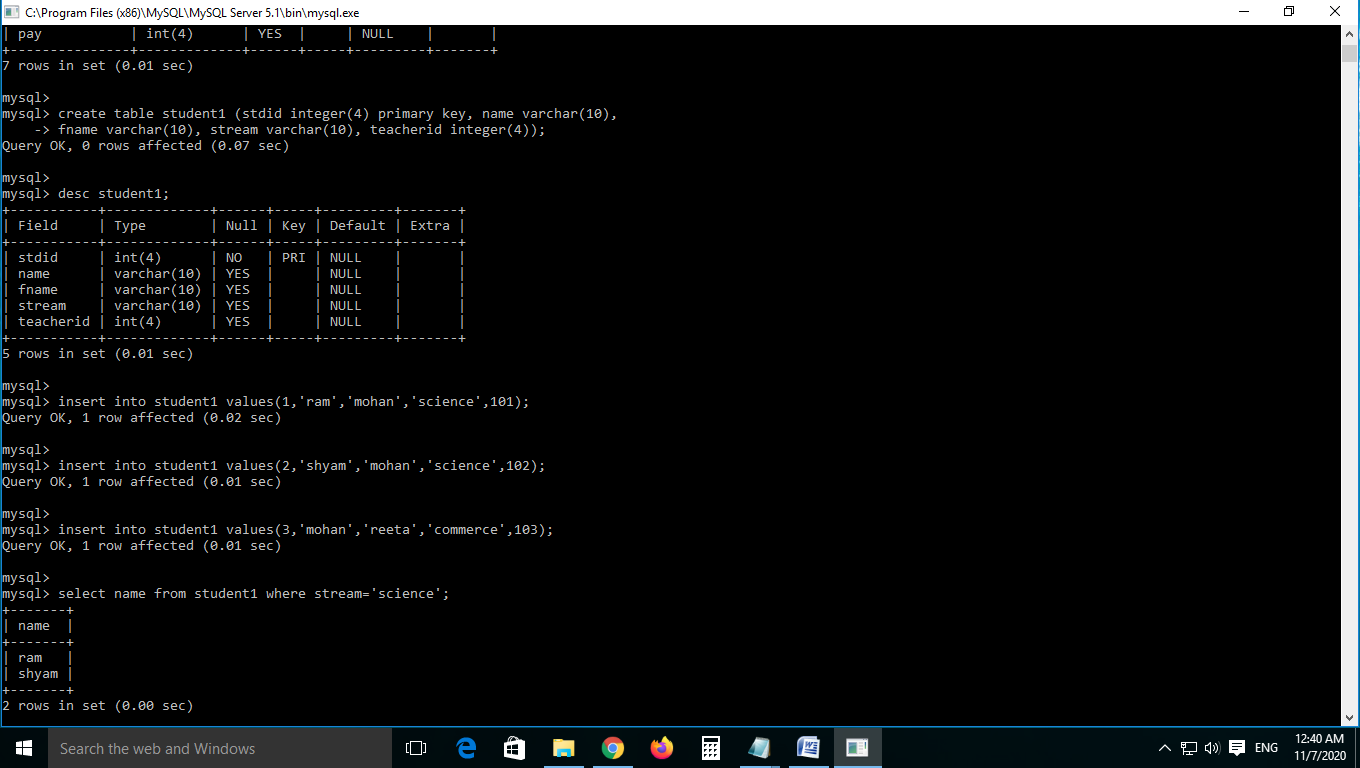 C:\Program Files (x86)\MySQL\MySQL Server 5.1\bin\mysql.exe
| pay           | int(4)      | YES  |     | NULL    |       |
+---------------+-------------+------+-----+---------+-------+
7 rows in set (0.01 sec)
mysql>
mysql> create table student1 (stdid integer(4) primary key, name varchar(10),
    -> fname varchar(10), stream varchar(10), teacherid integer(4));
Query OK, 0 rows affected (0.07 sec)
mysql>
mysql> desc student1;
+-----------+-------------+------+-----+---------+-------+
| Field     | Type        | Null | Key | Default | Extra |
+-----------+-------------+------+-----+---------+-------+
| stdid     | int(4)      | NO   | PRI | NULL    |       |
| name      | varchar(10) | YES  |     | NULL    |       |
| fname     | varchar(10) | YES  |     | NULL    |       |
| stream    | varchar(10) | YES  |     | NULL    |       |
| teacherid | int(4)      | YES  |     | NULL    |       |
+-----------+-------------+------+-----+---------+-------+
5 rows in set (0.01 sec)
mysql>
mysql> insert into student1 values(1,'ram','mohan','science',101);
Query OK, 1 row affected (0.02 sec)
mysql>
mysql> insert into student1 values(2,'shyam','mohan','science',102);
Query OK, 1 row affected (0.01 sec)
mysql>
mysql> insert into student1 values(3,'mohan','reeta','commerce',103);
Query OK, 1 row affected (0.01 sec)
mysql>
mysql> select name from student1 where stream='science';
+-------+
| name  |
+-------+
| ram   |
| shyam |
+-------+
2 rows in set (0.00 sec)
Search the web and Windows
ENG
12:40 AM
11/7/2020